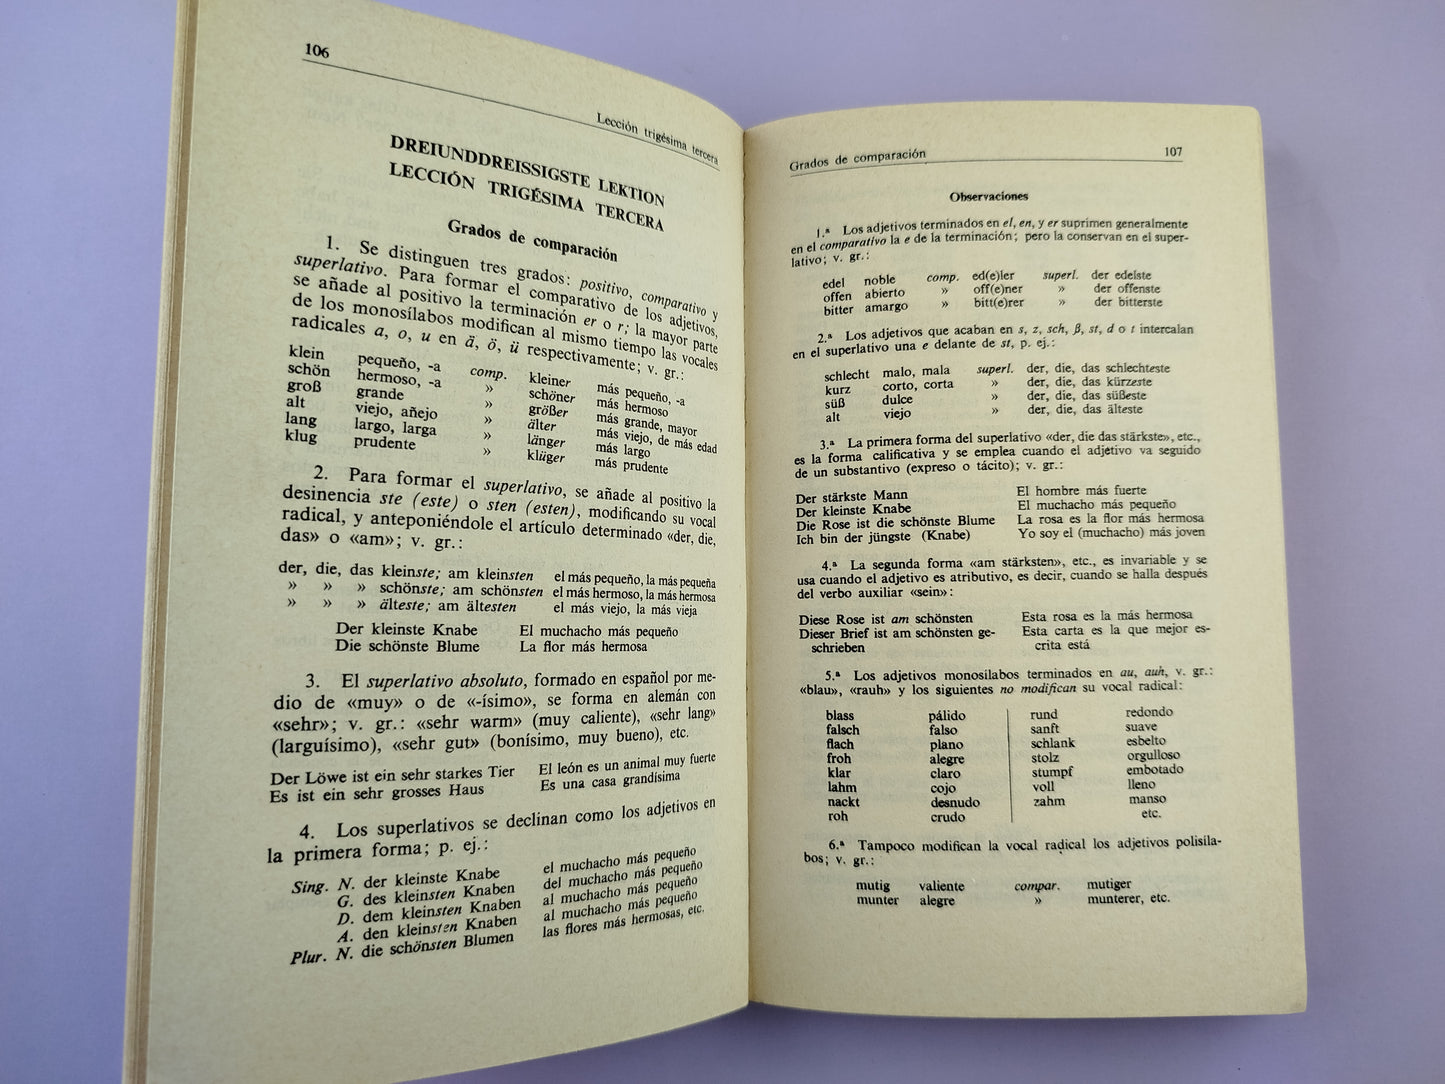 106
Lección trigésima tercera
DREIUNDDREISSIGSTE LEKTION
LECCIÓN TRIGÉSIMA TERCERA
Grados de comparación
1. Se distinguen tres grados: positivo, comparativo y
superlativo. Para formar el comparativo de los adjetivos,
se añade al positivo la terminación er o r; la mayor parte
de los monosílabos modifican al mismo tiempo las vocales
radicales a, o, u en ä, ö, ü respectivamente; v. gr.:
klein pequeño, -a comp. kleiner más pequeño, -a
schön hermoso, -a » schöner más hermoso
groß grande » größer más grande, mayor
alt viejo, añejo » älter más viejo, de más edad
lang largo, larga » länger más largo
klug prudente » klüger más prudente
2. Para formar el superlativo, se añade al positivo la
desinencia ste (este) o sten (esten), modificando su vocal
radical, y anteponiéndole el artículo determinado «der, die,
das» o «am»; v. gr.:
der, die, das kleinste; am kleinsten el más pequeño, la más pequeña
» » » schönste; am schönsten el más hermoso, la más hermosa
» » » älteste; am ältesten el más viejo, la más vieja
Der kleinste Knabe El muchacho más pequeño
Die schönste Blume La flor más hermosa
3. El superlativo absoluto, formado en español por me-
dio de «muy» o de «-ísimo», se forma en alemán con
«sehr»; v. gr.: «sehr warm» (muy caliente), «sehr lang»
(larguísimo), «sehr gut» (bonísimo, muy bueno), etc.
Der Löwe ist ein sehr starkes Tier El león es un animal muy fuerte
Es ist ein sehr grosses Haus Es una casa grandísima
4. Los superlativos se declinan como los adjetivos en
la primera forma; p. ej.:
Sing. N. der kleinste Knabe el muchacho más pequeño
G. des kleinsten Knaben del muchacho más pequeño
D. dem kleinsten Knaben al muchacho más pequeño
A. den kleinsten Knaben al muchacho más pequeño
Plur. N. die schönsten Blumen las flores más hermosas, etc.
Grados de comparación 107
Observaciones
1.ª Los adjetivos terminados en el, en, y er suprimen generalmente
en el comparativo la e de la terminación; pero la conservan en el super-
lativo; v. gr.:
edel noble comp. ed(e)ler superl. der edelste
offen abierto » off(e)ner » der offenste
bitter amargo » bitt(e)rer » der bitterste
2.ª Los adjetivos que acaban en s, z, sch, β, st, d o t intercalan
en el superlativo una e delante de st, p. ej.:
schlecht malo, mala superl. der, die, das schlechteste
kurz corto, corta » der, die, das kürzeste
süß dulce » der, die, das süßeste
alt viejo » der, die, das älteste
3.ª La primera forma del superlativo «der, die das stärkste», etc.,
es la forma calificativa y se emplea cuando el adjetivo va seguido
de un substantivo (expreso o tácito); v. gr.:
Der stärkste Mann El hombre más fuerte
Der kleinste Knabe El muchacho más pequeño
Die Rose ist die schönste Blume La rosa es la flor más hermosa
Ich bin der jüngste (Knabe) Yo soy el (muchacho) más joven
4.ª La segunda forma «am stärksten», etc., es invariable y se
usa cuando el adjetivo es atributivo, es decir, cuando se halla después
del verbo auxiliar «sein»:
Diese Rose ist am schönsten Esta rosa es la más hermosa
Dieser Brief ist am schönsten ge- Esta carta es la que mejor es-
schrieben crita está
5.ª Los adjetivos monosílabos terminados en au, auh, v. gr.:
«blau», «rauh» y los siguientes no modifican su vocal radical:
blass pálido rund redondo
falsch falso sanft suave
flach plano schlank esbelto
froh alegre stolz orgulloso
klar claro stumpf embotado
lahm cojo voll lleno
nackt desnudo zahm manso
roh crudo etc.
6.ª Tampoco modifican la vocal radical los adjetivos polisíla-
bos; v. gr.:
mutig valiente compar. mutiger
munter alegre » munterer, etc.